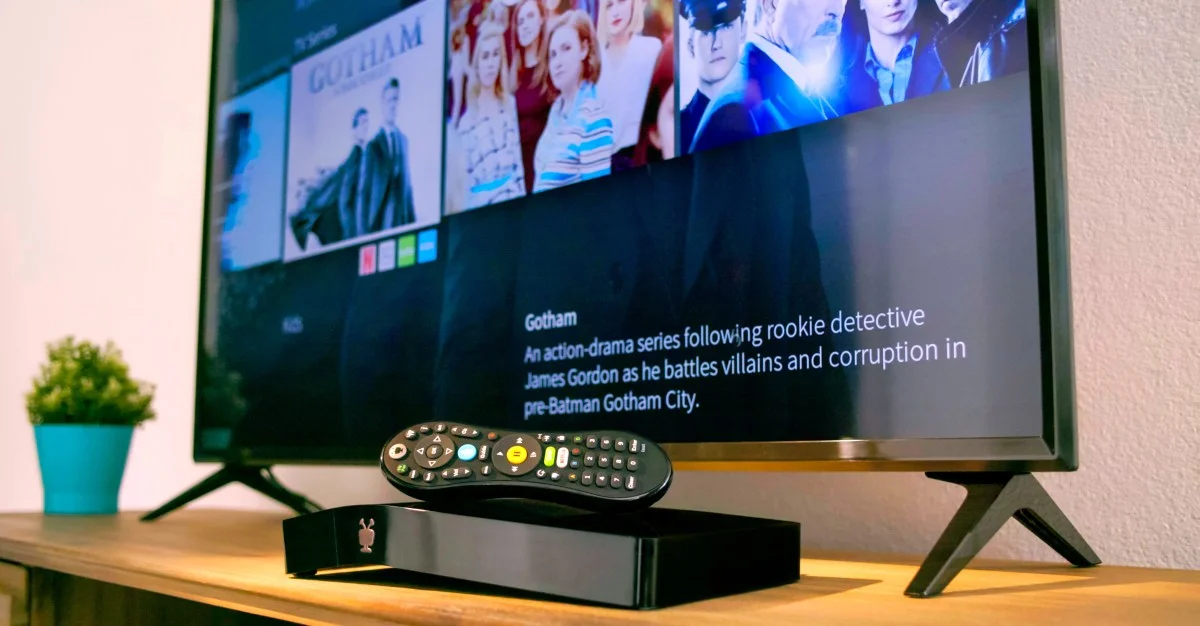 TV Series
GOTHAM
Kids
Gotham
An action-drama series following rookie detective
James Gordon as he battles villains and corruption in
pre-Batman Gotham City.